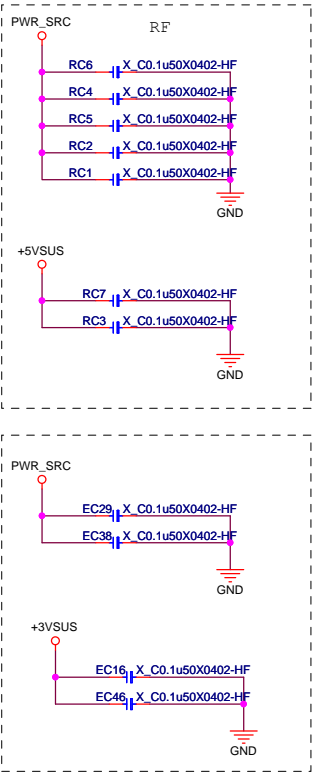 PWR_SRC
RF
RC6 X_C0.1u50X0402-HF
RC4 X_C0.1u50X0402-HF
RC5 X_C0.1u50X0402-HF
RC2 X_C0.1u50X0402-HF
RC1 X_C0.1u50X0402-HF
GND
+5VSUS
RC7 X_C0.1u50X0402-HF
RC3 X_C0.1u50X0402-HF
GND
PWR_SRC
EC29 X_C0.1u50X0402-HF
EC38 X_C0.1u50X0402-HF
GND
+3VSUS
EC16 X_C0.1u50X0402-HF
EC46 X_C0.1u50X0402-HF
GND